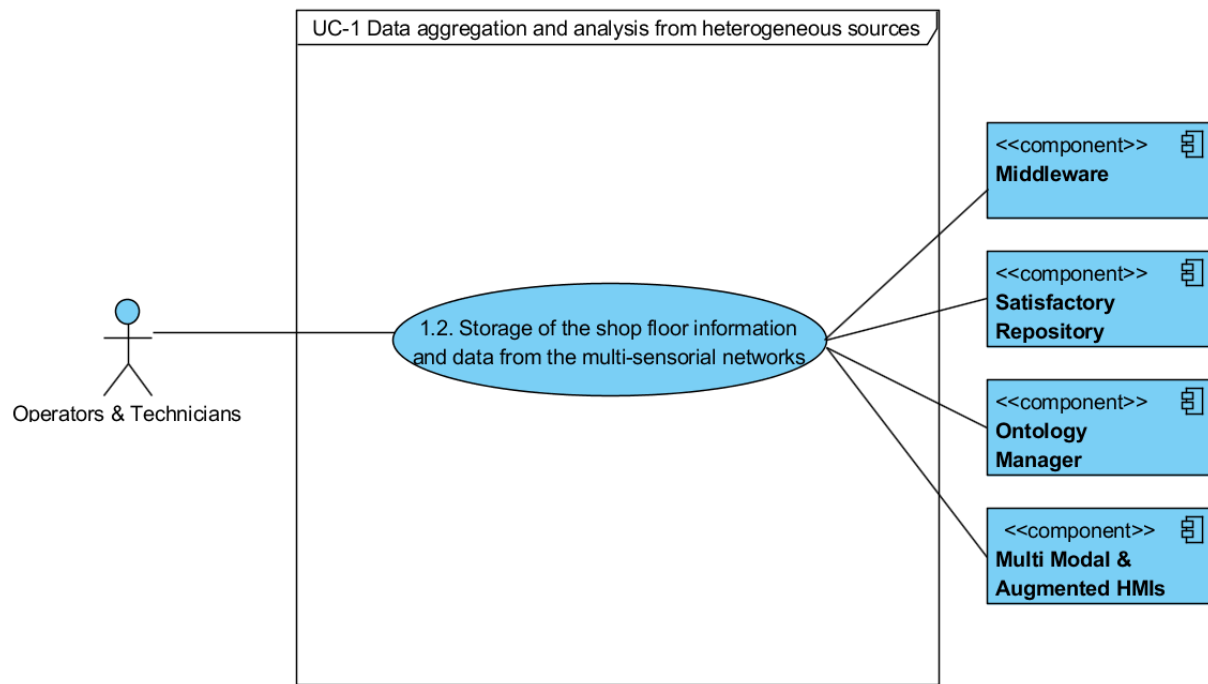 UC-1 Data aggregation and analysis from heterogeneous sources
<<component>>
Middleware
<<component>>
Satisfactory
Repository
1.2. Storage of the shop floor information
and data from the multi-sensorial networks
Operators & Technicians
<<component>>
Ontology
Manager
<<component>>
Multi Modal &
Augmented HMIs